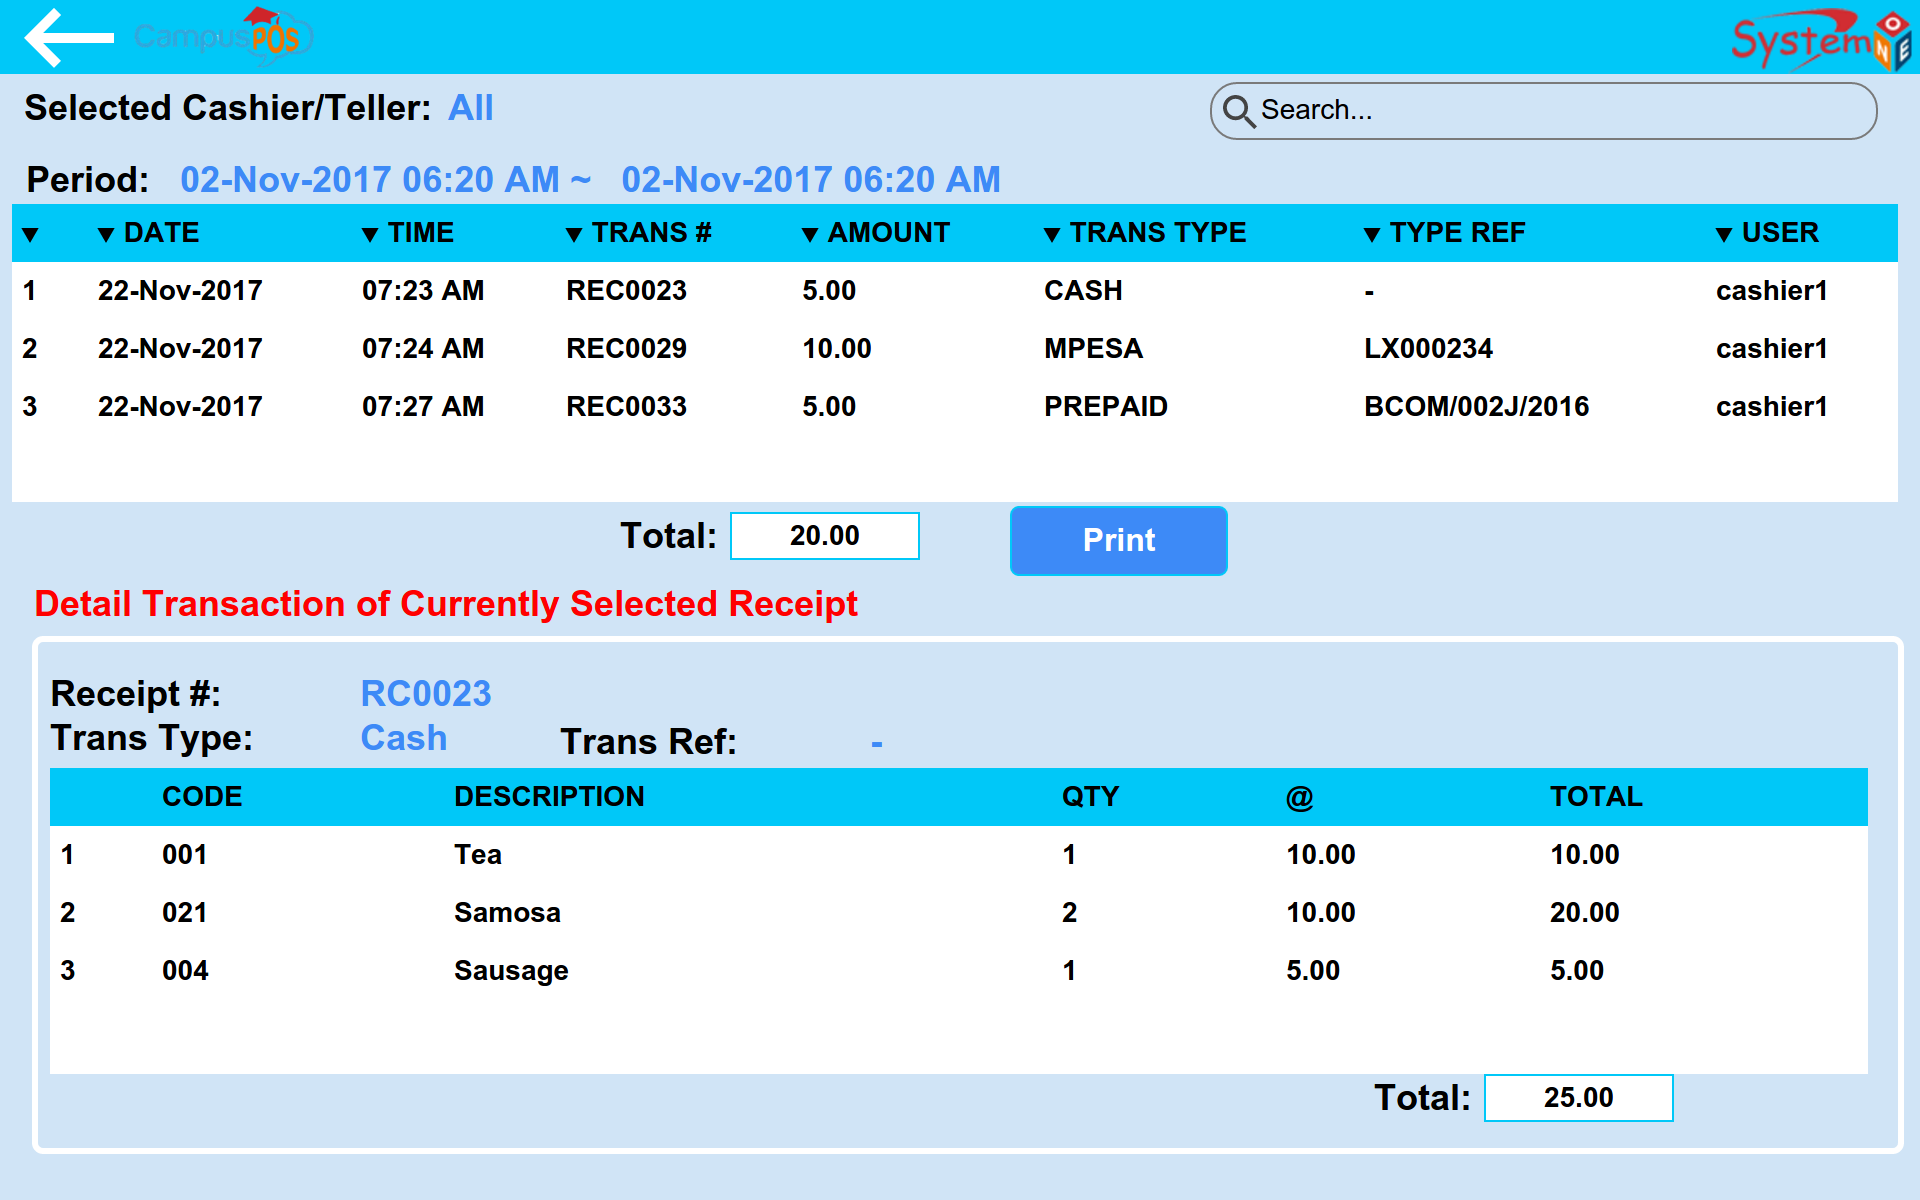 CampusPOS
System ONE
Selected Cashier/Teller: All
Search...
Period: 02-Nov-2017 06:20 AM ~ 02-Nov-2017 06:20 AM
▼ ▼ DATE ▼ TIME ▼ TRANS # ▼ AMOUNT ▼ TRANS TYPE ▼ TYPE REF ▼ USER
1 22-Nov-2017 07:23 AM REC0023 5.00 CASH - cashier1
2 22-Nov-2017 07:24 AM REC0029 10.00 MPESA LX000234 cashier1
3 22-Nov-2017 07:27 AM REC0033 5.00 PREPAID BCOM/002J/2016 cashier1
Total: 20.00 Print
Detail Transaction of Currently Selected Receipt
Receipt #: RC0023
Trans Type: Cash Trans Ref: -
CODE DESCRIPTION QTY @ TOTAL
1 001 Tea 1 10.00 10.00
2 021 Samosa 2 10.00 20.00
3 004 Sausage 1 5.00 5.00
Total: 25.00